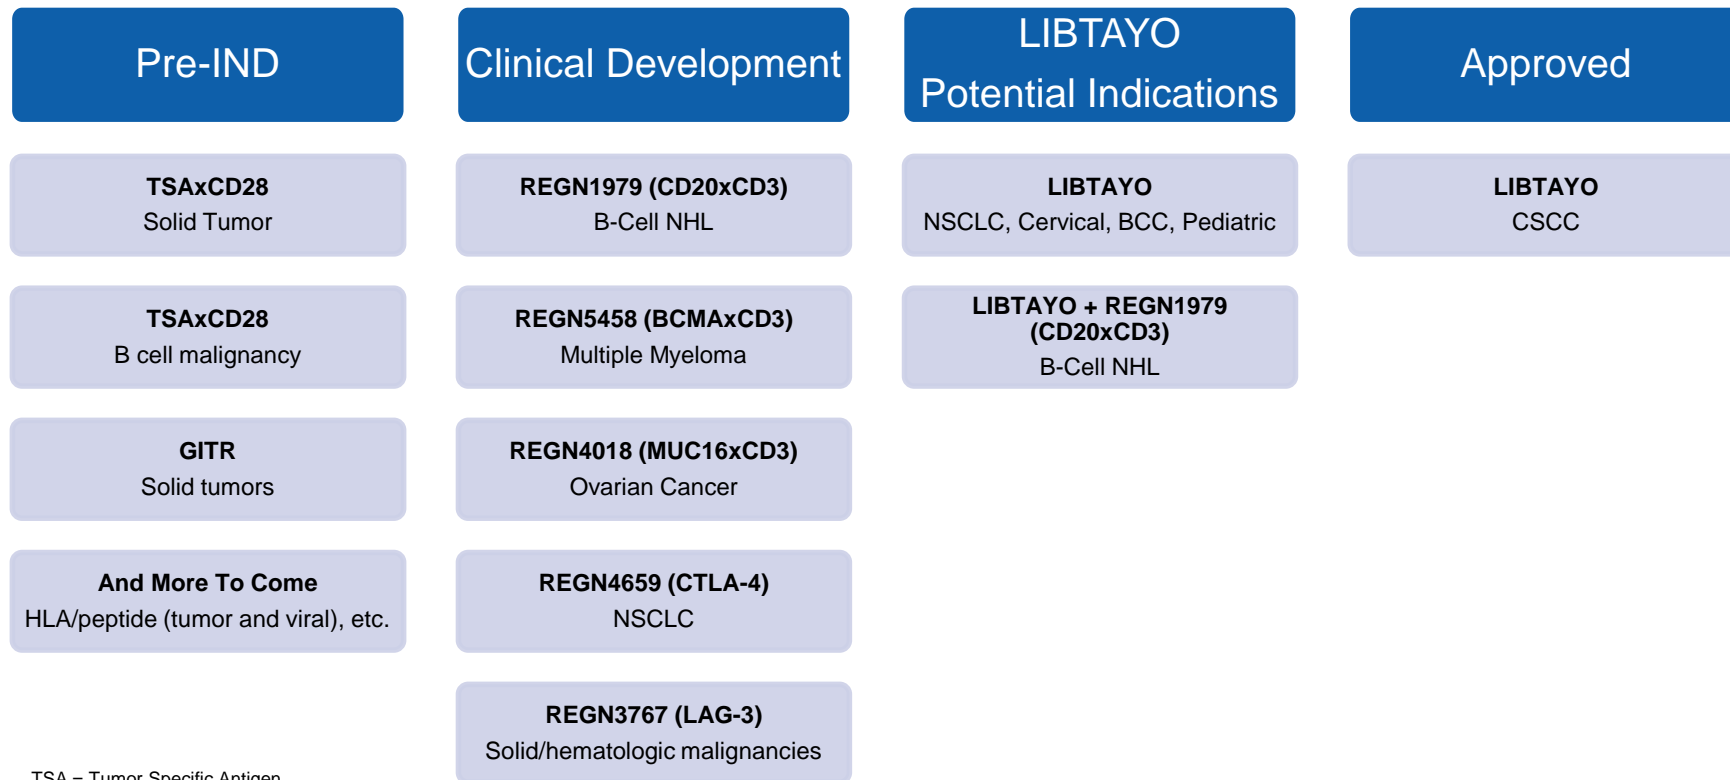 Pre-IND
TSAxCD28
Solid Tumor
TSAxCD28
B cell malignancy
GITR
Solid tumors
And More To Come
HLA/peptide (tumor and viral), etc.
Clinical Development
REGN1979 (CD20xCD3)
B-Cell NHL
REGN5458 (BCMAxCD3)
Multiple Myeloma
REGN4018 (MUC16xCD3)
Ovarian Cancer
REGN4659 (CTLA-4)
NSCLC
REGN3767 (LAG-3)
Solid/hematologic malignancies
LIBTAYO
Potential Indications
LIBTAYO
NSCLC, Cervical, BCC, Pediatric
LIBTAYO + REGN1979
(CD20xCD3)
B-Cell NHL
Approved
LIBTAYO
CSCC
TSA = Tumor Specific Antigen